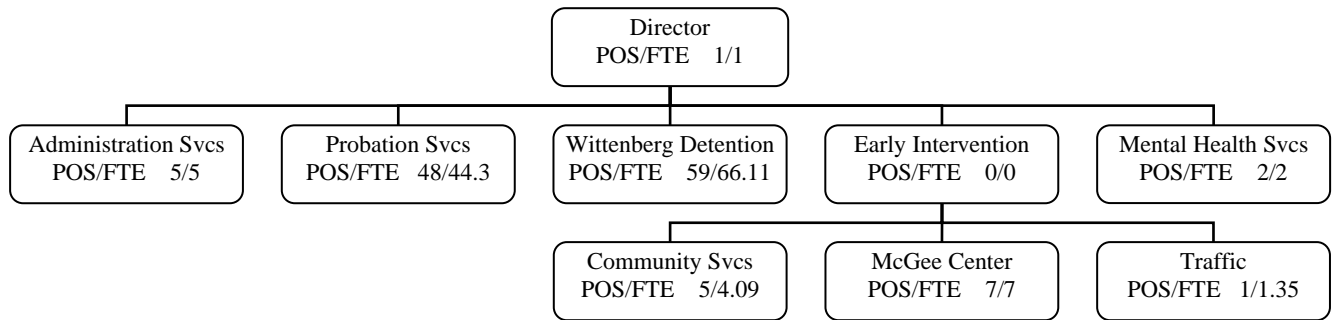 Director
POS/FTE 1/1
Administration Svcs
POS/FTE 5/5
Probation Svcs
POS/FTE 48/44.3
Wittenberg Detention
POS/FTE 59/66.11
Early Intervention
POS/FTE 0/0
Mental Health Svcs
POS/FTE 2/2
Community Svcs
POS/FTE 5/4.09
McGee Center
POS/FTE 7/7
Traffic
POS/FTE 1/1.35